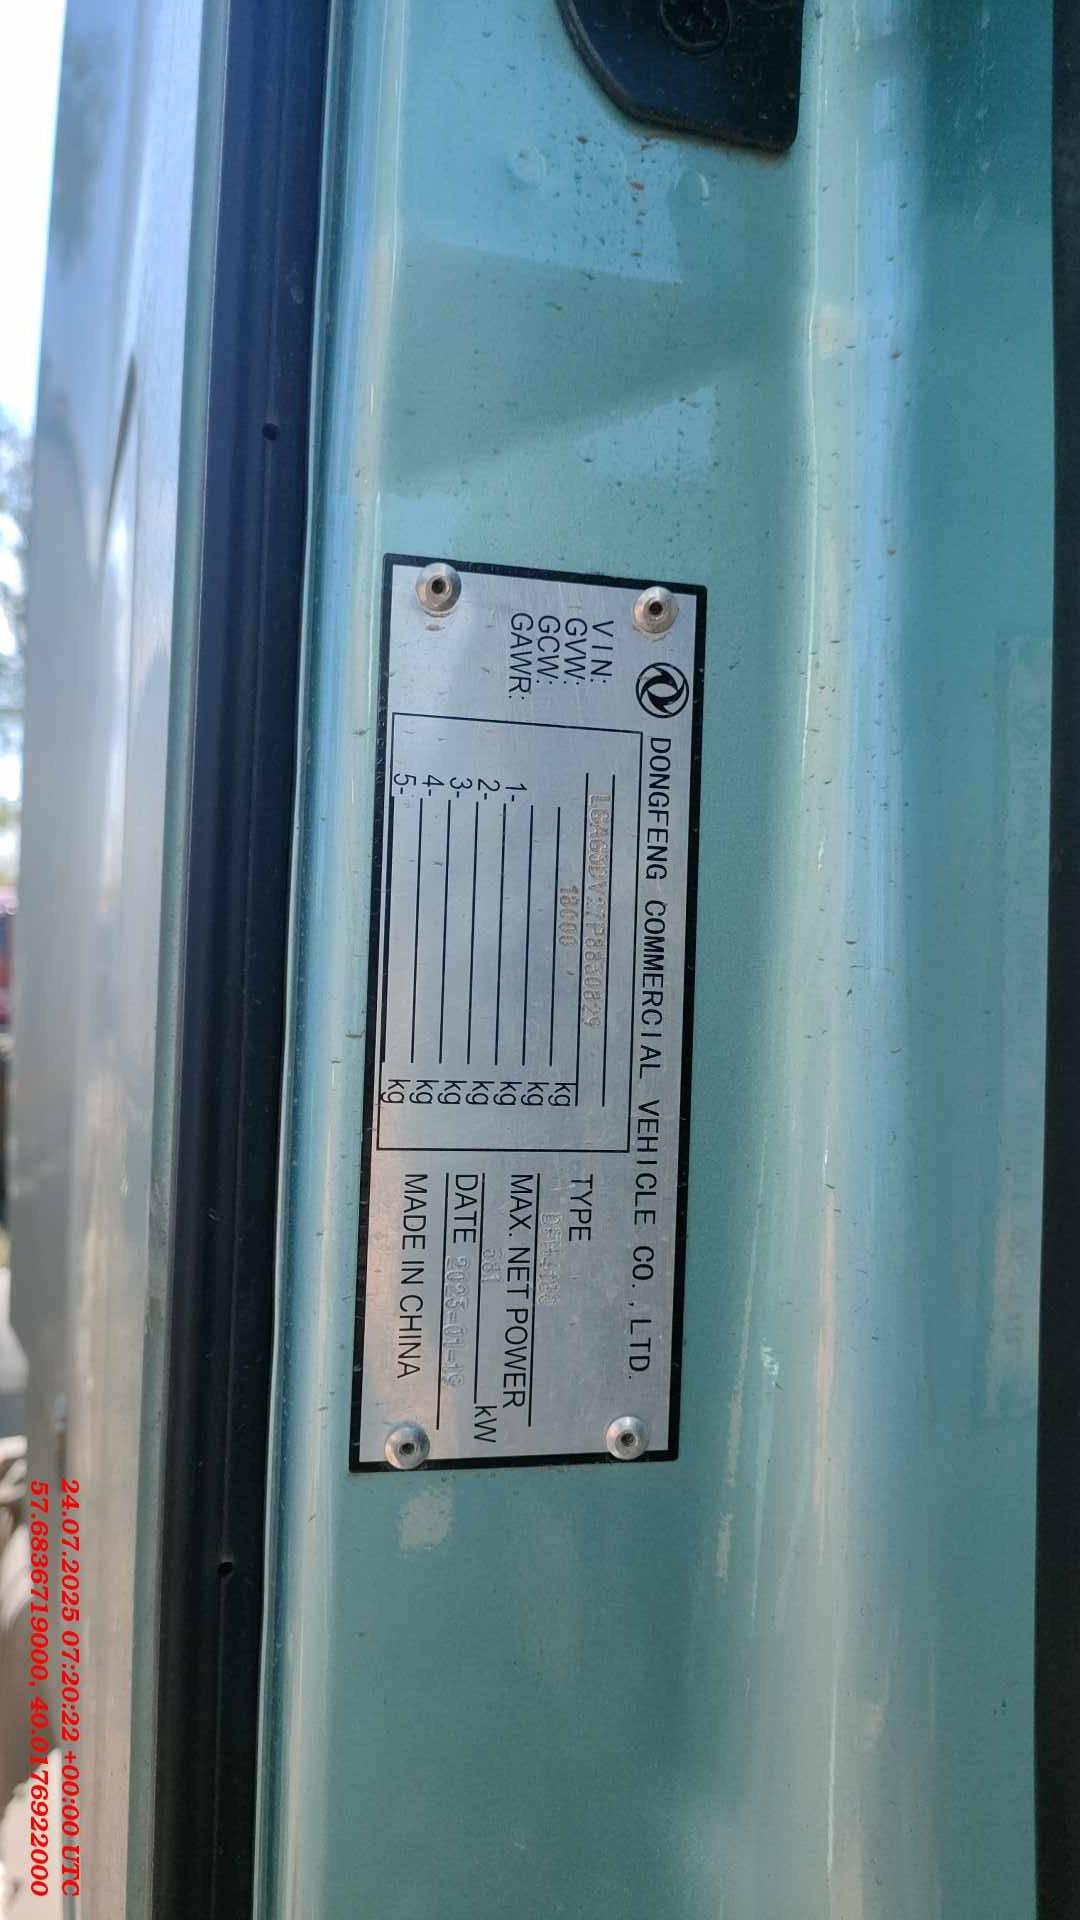 DONGFENG COMMERCIAL VEHICLE CO.,LTD.
VIN:
GVW: 18000 kg
GCW: kg
GAWR: 1- kg
2- kg
3- kg
4- kg
5- kg
TYPE
MAX. NET POWER
kW
DATE
MADE IN CHINA
24.07.2025 07:20:22 +00:00 UTC
57.6836719000, 40.0176922000